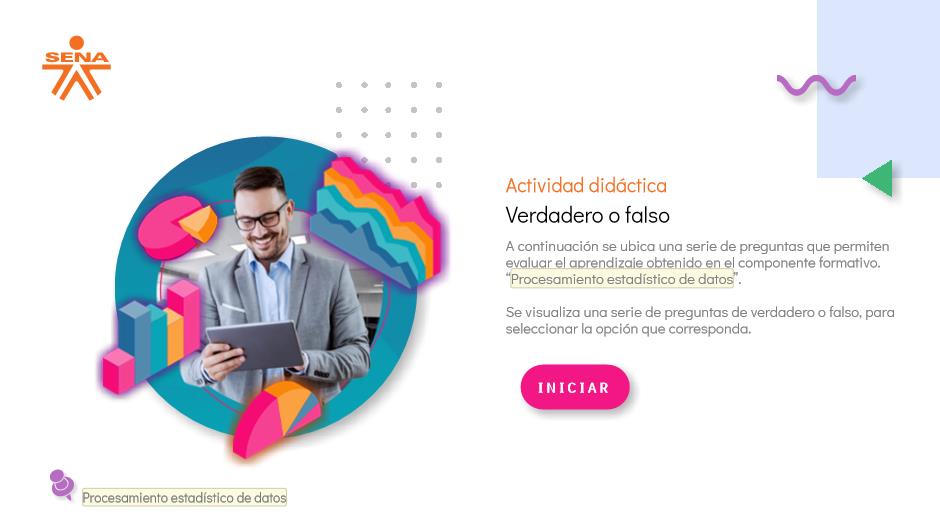 SENA
Actividad didáctica
Verdadero o falso
A continuación se ubica una serie de preguntas que permiten
evaluar el aprendizaje obtenido en el componente formativo.
“Procesamiento estadístico de datos”.
Se visualiza una serie de preguntas de verdadero o falso, para
seleccionar la opción que corresponda.
INICIAR
Procesamiento estadístico de datos